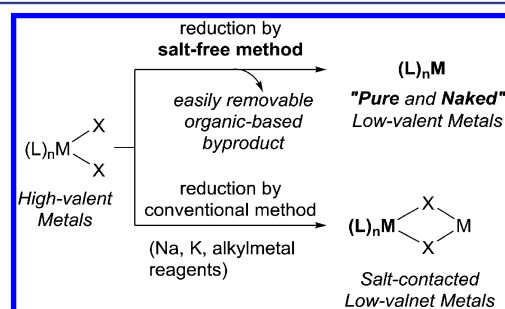 reduction by
salt-free method
(L)nM
easily removable
organic-based
byproduct
"Pure and Naked"
Low-valent Metals
X
(L)nM
X
High-valent
Metals
reduction by
conventional method
(Na, K, alkylmetal
reagents)
X
(L)nM M
X
Salt-contacted
Low-valnet Metals